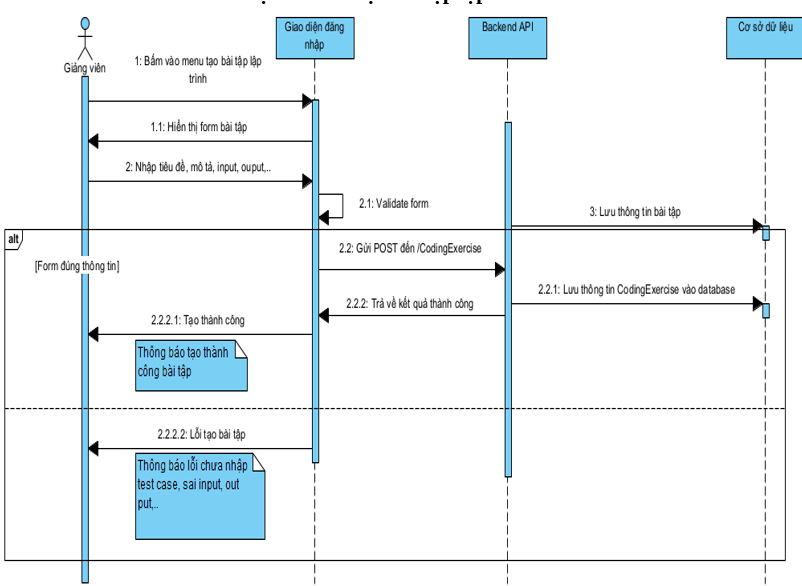 Giao diện đăng
nhập
Backend API
Cơ sở dữ liệu
Giảng viên
1: Bấm vào menu tạo bài tập lập
trình
1.1: Hiển thị form bài tập
2: Nhập tiêu đề, mô tả, input, ouput,..
2.1: Validate form
3: Lưu thông tin bài tập
alt
[Form đúng thông tin]
2.2: Gửi POST đến /CodingExercise
2.2.1: Lưu thông tin CodingExercise vào database
2.2.2: Trả về kết quả thành công
2.2.2.1: Tạo thành công
Thông báo tạo thành
công bài tập
2.2.2.2: Lỗi tạo bài tập
Thông báo lỗi chưa nhập
test case, sai input, out
put,..